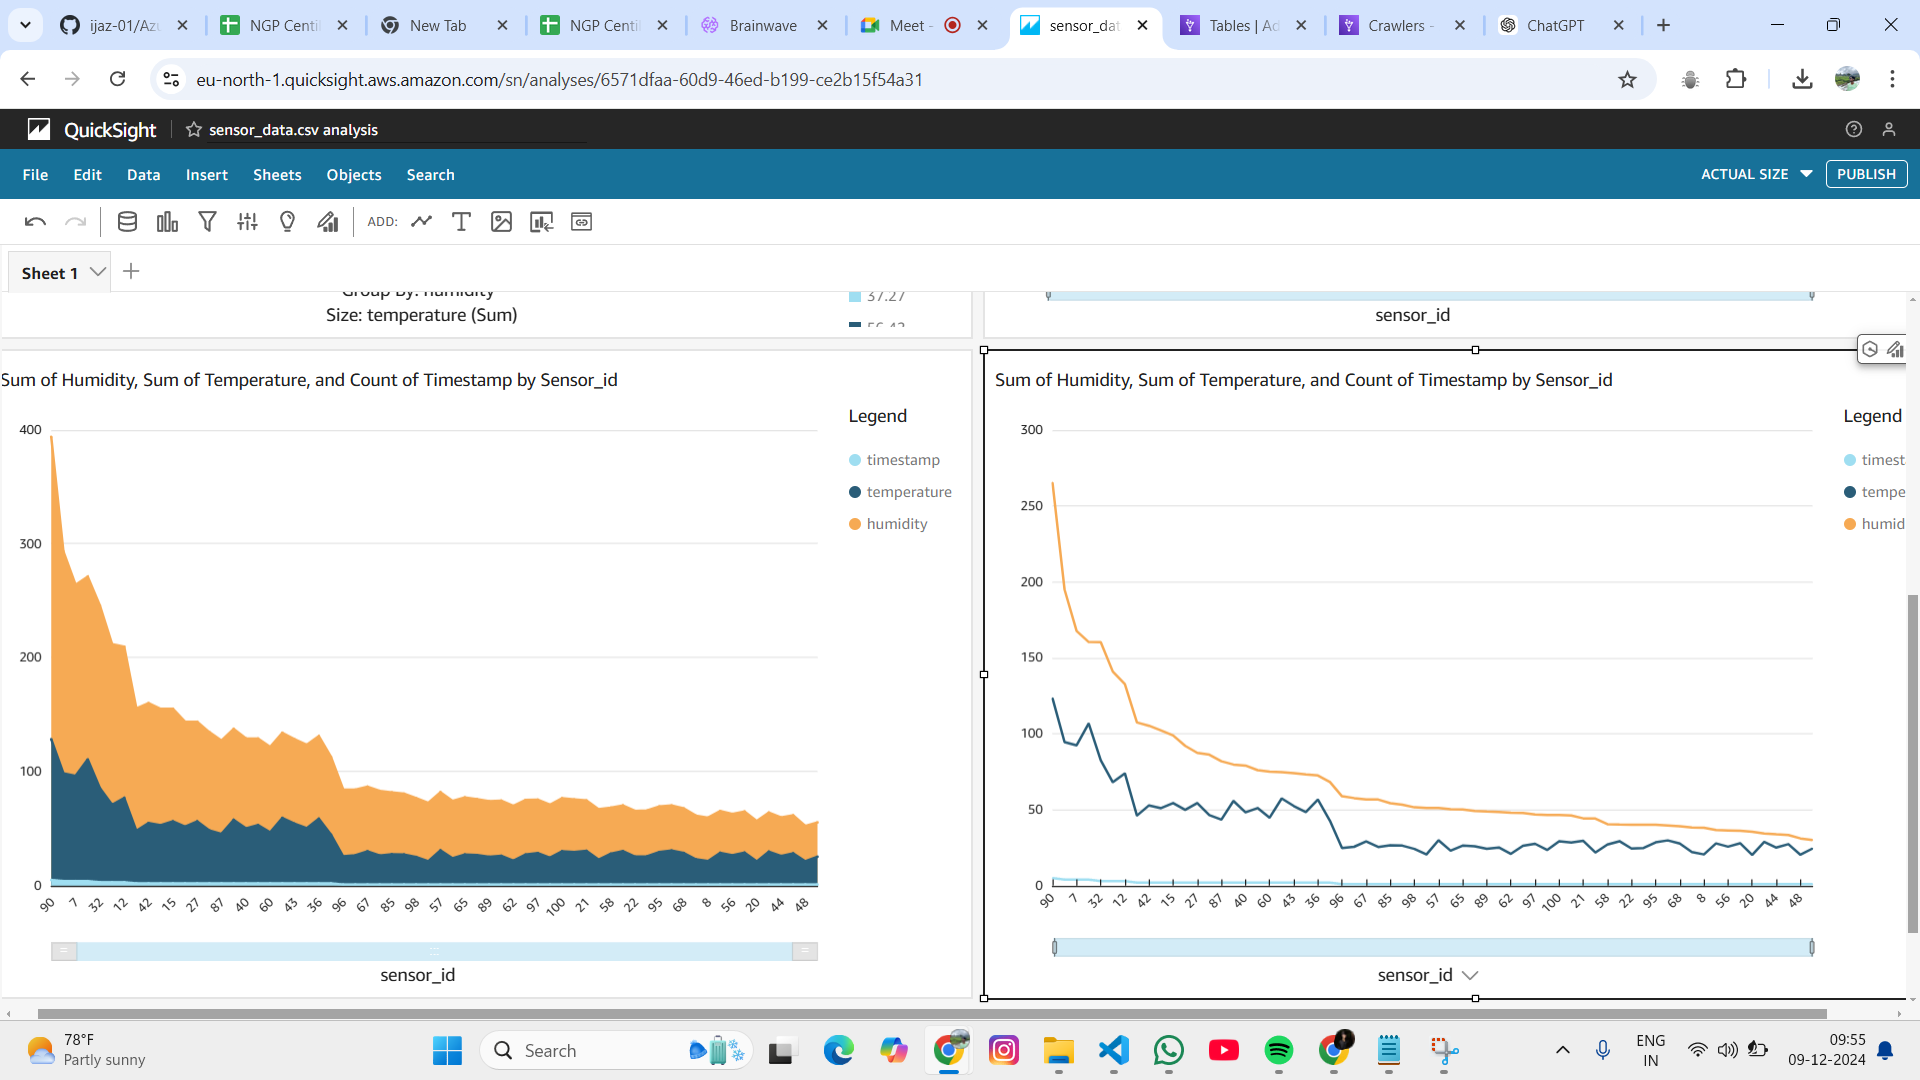 ijaz-01/Azu
NGP Centi
New Tab
NGP Centi
Brainwave
Meet -
sensor_dat
Tables | Ad
Crawlers -
ChatGPT
eu-north-1.quicksight.aws.amazon.com/sn/analyses/6571dfaa-60d9-46ed-b199-ce2b15f54a31
QuickSight
sensor_data.csv analysis
File
Edit
Data
Insert
Sheets
Objects
Search
ACTUAL SIZE
PUBLISH
ADD:
Sheet 1
Group By: humidity
Size: temperature (Sum)
37.27
56.42
sensor_id
Sum of Humidity, Sum of Temperature, and Count of Timestamp by Sensor_id
400
300
200
100
0
90 7 32 12 42 15 27 87 40 60 43 36 96 67 85 98 57 65 89 62 97 100 21 58 22 95 68 8 56 20 44 48
sensor_id
Legend
timestamp
temperature
humidity
Sum of Humidity, Sum of Temperature, and Count of Timestamp by Sensor_id
300
250
200
150
100
50
0
90 7 32 12 42 15 27 87 40 60 43 36 96 67 85 98 57 65 89 62 97 100 21 58 22 95 68 8 56 20 44 48
sensor_id
Legend
timest
tempe
humid
78°F
Partly sunny
Search
ENG
IN
09:55
09-12-2024